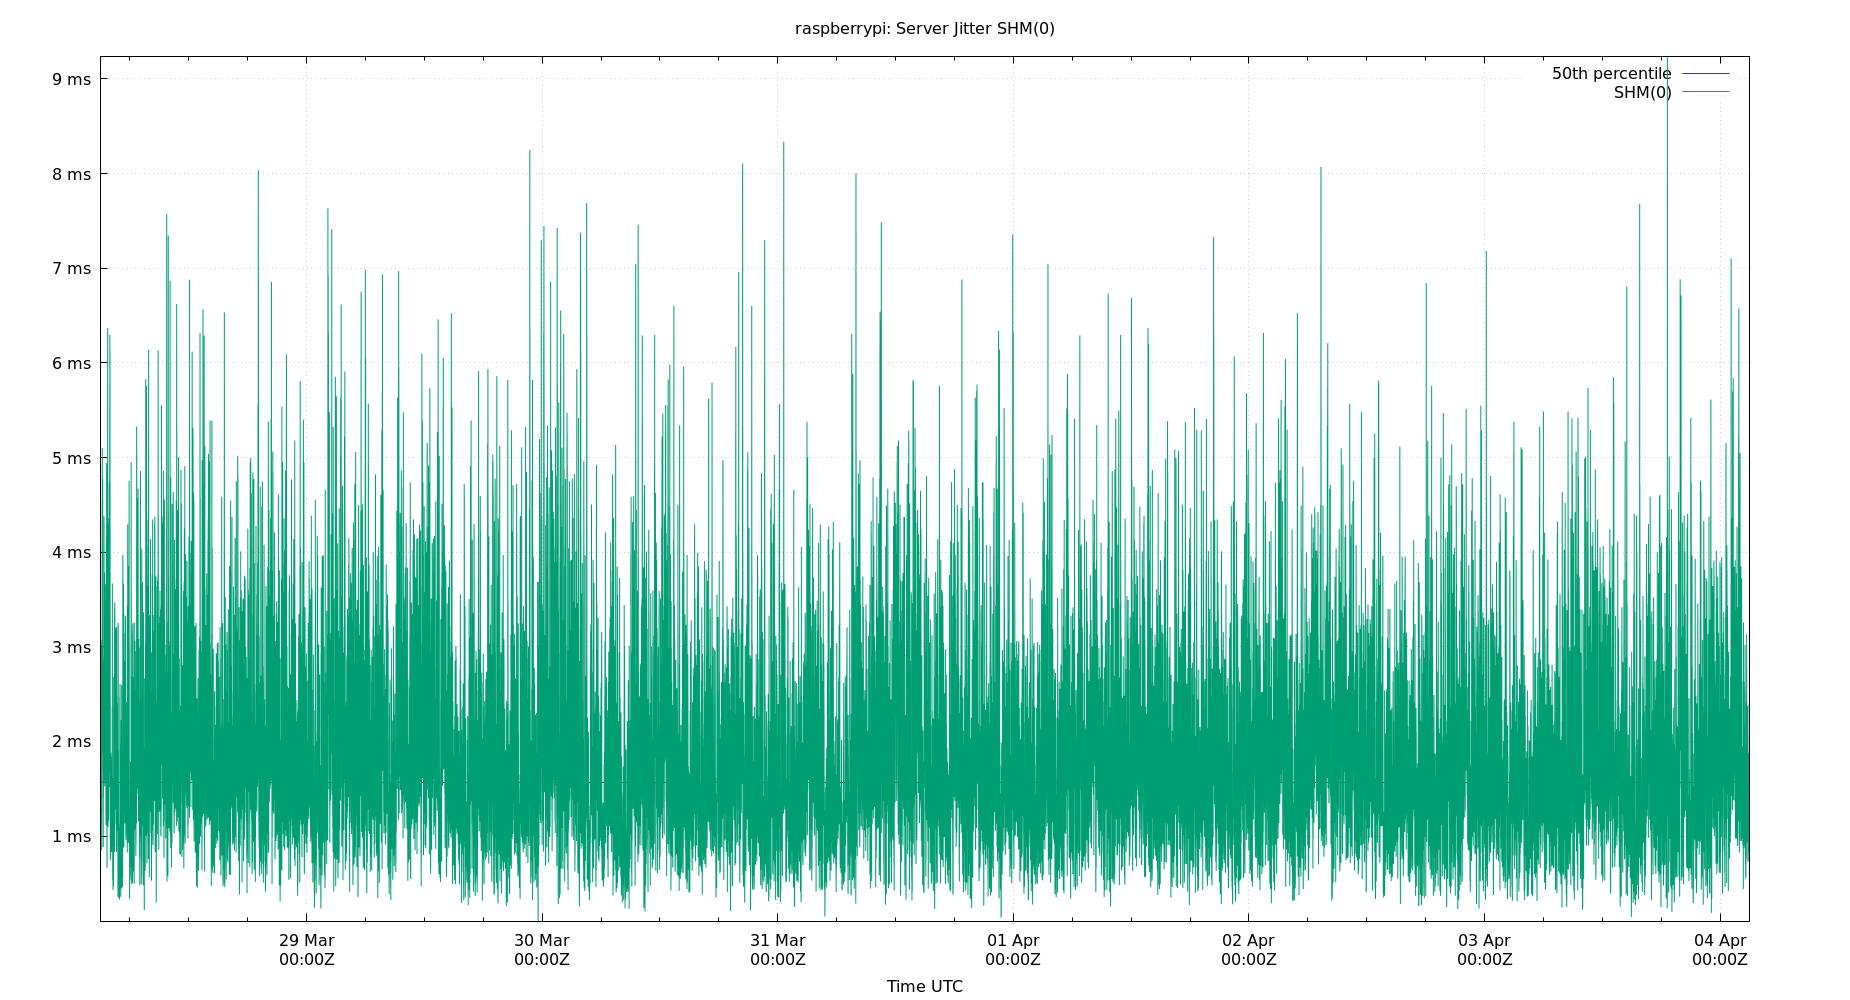 raspberrypi: Server Jitter SHM(0)
50th percentile
SHM(0)
9 ms
8 ms
7 ms
6 ms
5 ms
4 ms
3 ms
2 ms
1 ms
29 Mar
00:00Z
30 Mar
00:00Z
31 Mar
00:00Z
01 Apr
00:00Z
02 Apr
00:00Z
03 Apr
00:00Z
04 Apr
00:00Z
Time UTC